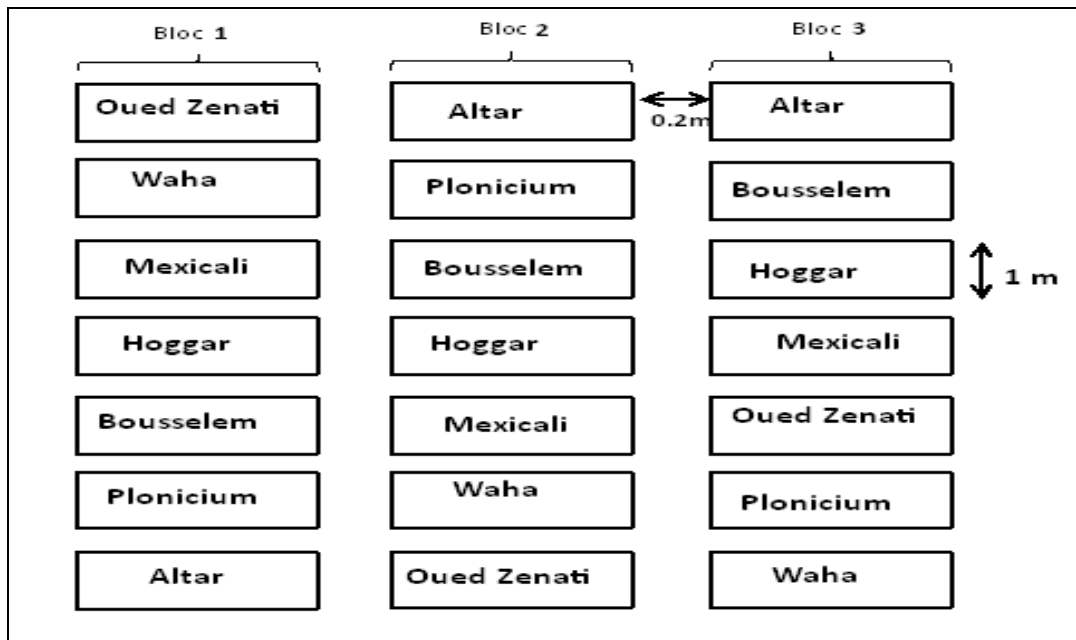 Bloc 1
Bloc 2
Bloc 3
Oued Zenati
Altar
0.2m
Altar
Waha
Plonicium
Bousselem
Mexicali
Bousselem
Hoggar
1 m
Hoggar
Hoggar
Mexicali
Bousselem
Mexicali
Oued Zenati
Plonicium
Waha
Plonicium
Altar
Oued Zenati
Waha